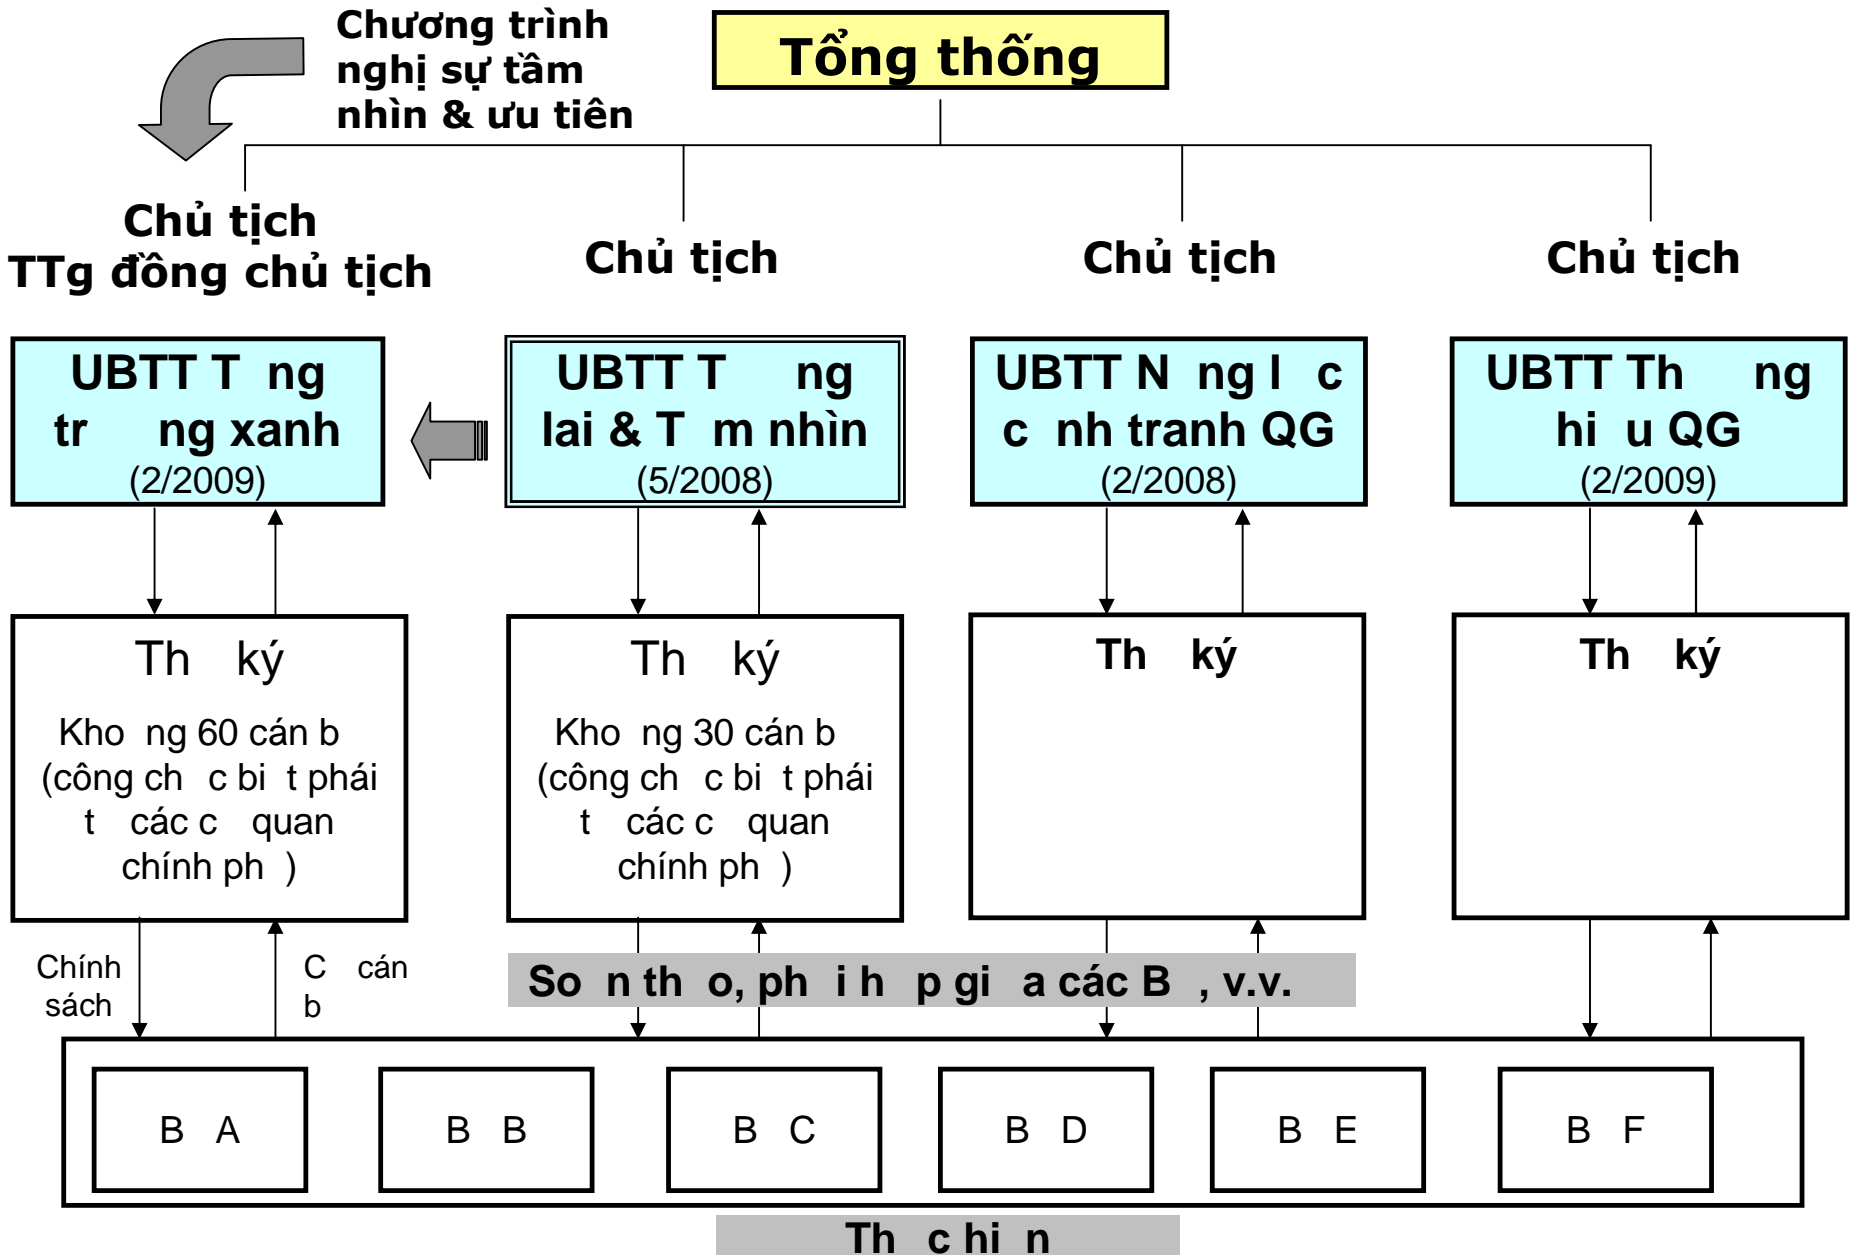 Chương trình
nghị sự tầm
nhìn & ưu tiên
Tổng thống
Chủ tịch
TTg đồng chủ tịch
Chủ tịch
Chủ tịch
Chủ tịch
UBTT T ng
tr ng xanh
(2/2009)
UBTT T ng
lai & T m nhìn
(5/2008)
UBTT N ng l c
c nh tranh QG
(2/2008)
UBTT Th ng
hi u QG
(2/2009)
Th ký
Kho ng 60 cán b
(công ch c bi t phái
t các c quan
chính ph )
Th ký
Kho ng 30 cán b
(công ch c bi t phái
t các c quan
chính ph )
Th ký
Th ký
Chính
sách
C cán
b
So n th o, ph i h p gi a các B , v.v.
B A
B B
B C
B D
B E
B F
Th c hi n